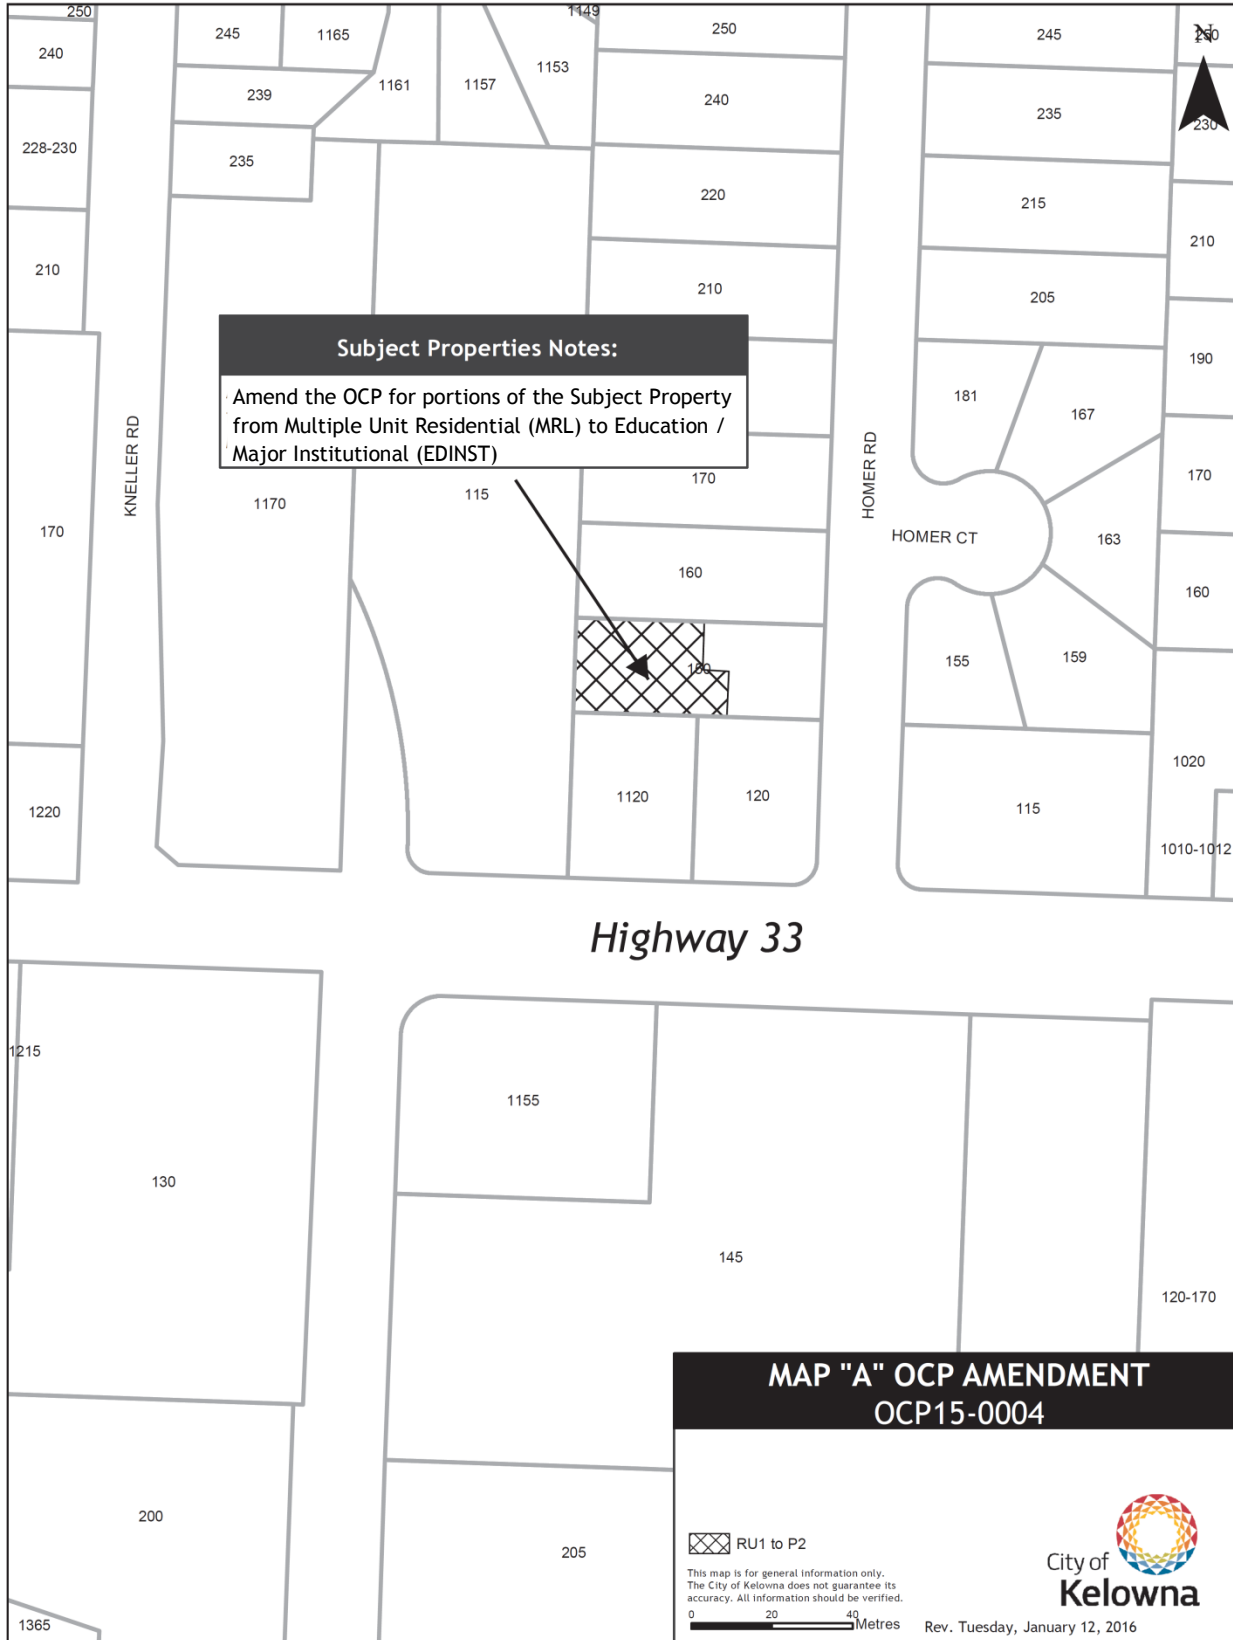 250
245
1165
1149
250
245
N
250
240
1161
1157
1153
239
240
235
230
228-230
235
220
215
210
210
210
205
Subject Properties Notes:
Amend the OCP for portions of the Subject Property
from Multiple Unit Residential (MRL) to Education /
Major Institutional (EDINST)
190
181
167
KNELLER RD
HOMER RD
170
1170
115
170
170
HOMER CT
163
160
160
155
159
150
1020
1220
1120
120
115
1010-1012
Highway 33
1215
1155
130
145
120-170
MAP "A" OCP AMENDMENT
OCP15-0004
200
205
RU1 to P2
This map is for general information only.
The City of Kelowna does not guarantee its
accuracy. All information should be verified.
0 20 40
Metres
City of
Kelowna
Rev. Tuesday, January 12, 2016
1365